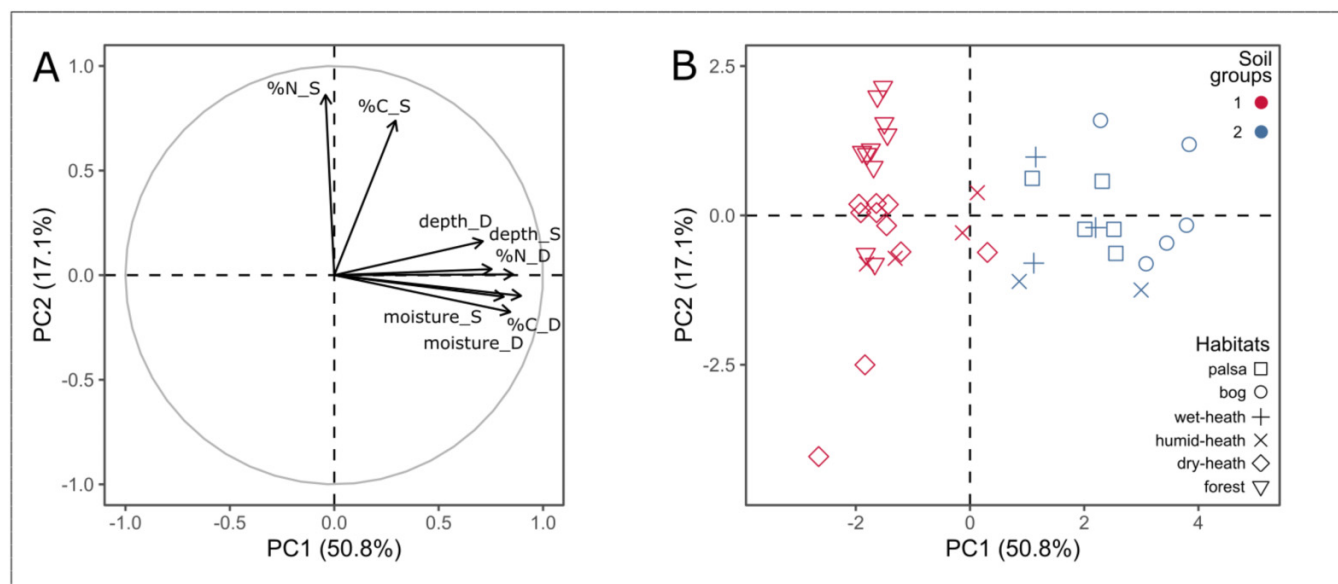 A
1.0
0.5
0.0
-0.5
-1.0
PC2 (17.1%)
%N_S
%C_S
depth_D
depth_S
%N_D
moisture_S
%C_D
moisture_D
-1.0 -0.5 0.0 0.5 1.0
PC1 (50.8%)
B
2.5
0.0
-2.5
PC2 (17.1%)
Soil
groups
1
2
Habitats
palsa
bog
wet-heath
humid-heath
dry-heath
forest
-2 0 2 4
PC1 (50.8%)